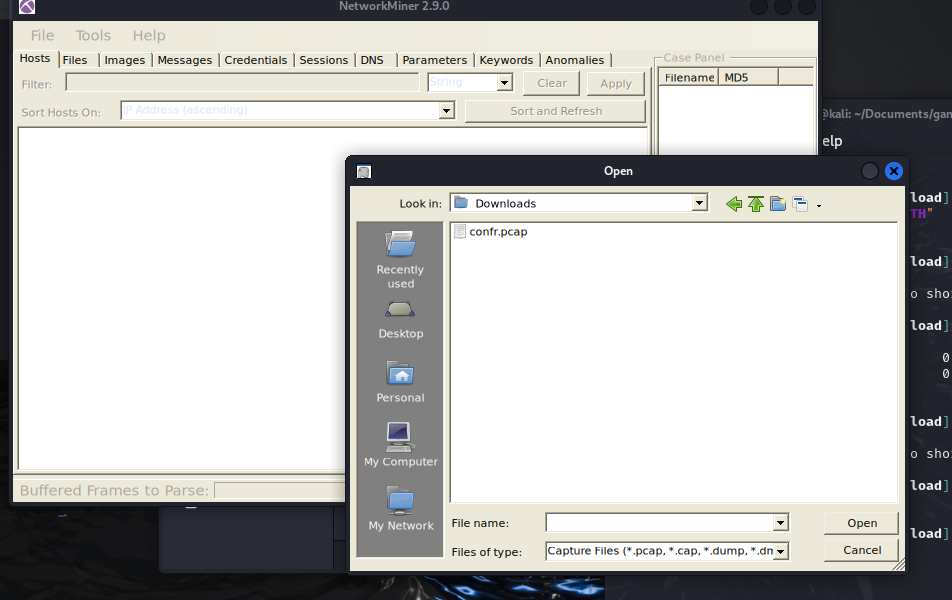 NetworkMiner 2.9.0
File Tools Help
Hosts Files Images Messages Credentials Sessions DNS Parameters Keywords Anomalies
Filter: String Clear Apply
Sort Hosts On: IP Address (ascending) Sort and Refresh
Case Panel
Filename MD5
@kali: ~/Documents/gam
elp
load]
TH"
load]
o sho
load]
0
0
load]
o sho
load]
load]
Open
Look in: Downloads
confr.pcap
Recently
used
Desktop
Personal
My Computer
My Network
File name: Open
Files of type: Capture Files (*.pcap, *.cap, *.dump, *.dm Cancel
Buffered Frames to Parse: